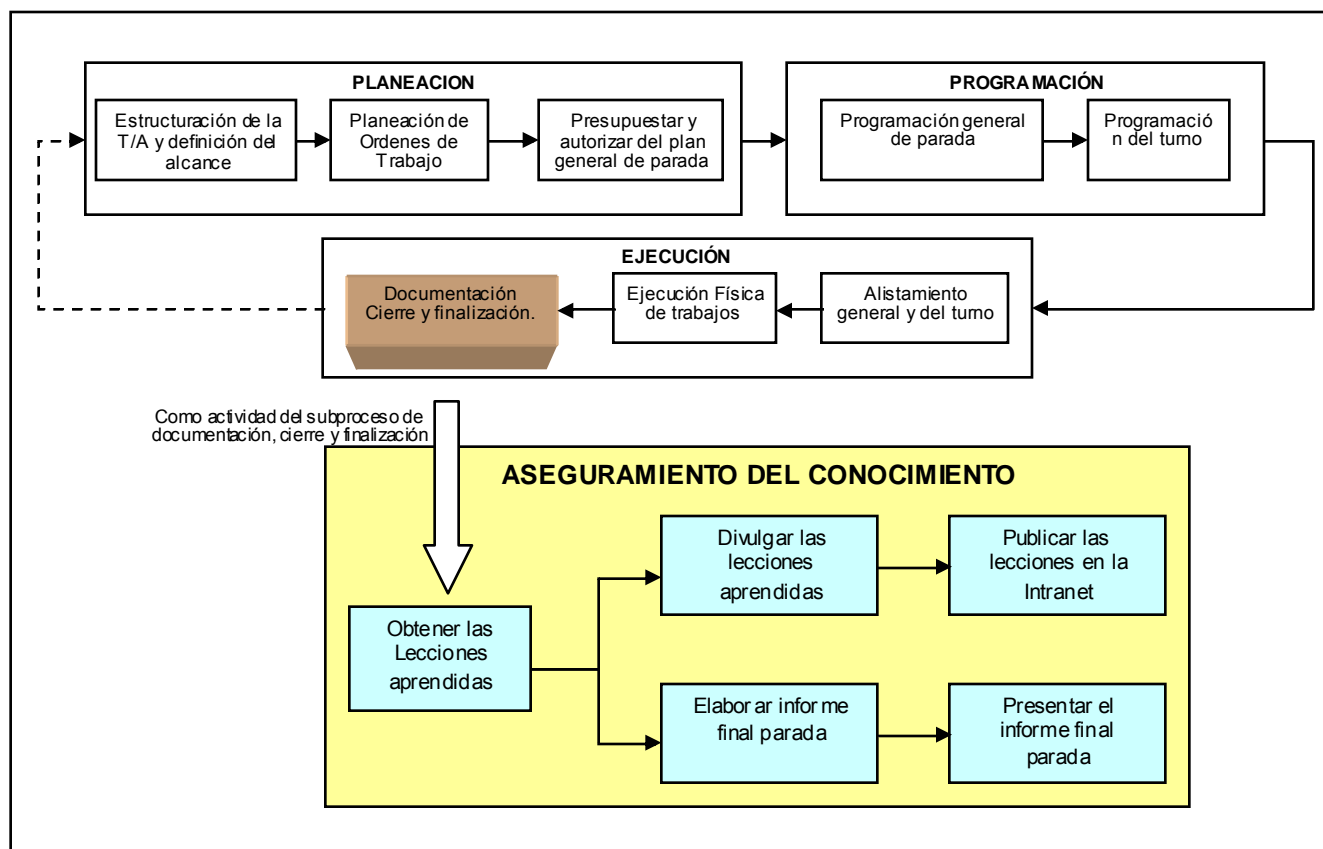 PLANEACION
Estructuración de la
T/A y definición del
alcance
Planeación de
Ordenes de
Trabajo
Presupuestar y
autorizar del plan
general de parada
PROGRAMACIÓN
Programación general
de parada
Programació
n del turno
EJECUCIÓN
Documentación
Cierre y finalización.
Ejecución Física
de trabajos
Alistamiento
general y del turno
Como actividad del subproceso de
documentación, cierre y finalización
ASEGURAMIENTO DEL CONOCIMIENTO
Obtener las
Lecciones
aprendidas
Divulgar las
lecciones
aprendidas
Publicar las
lecciones en la
Intranet
Elaborar informe
final parada
Presentar el
informe final
parada